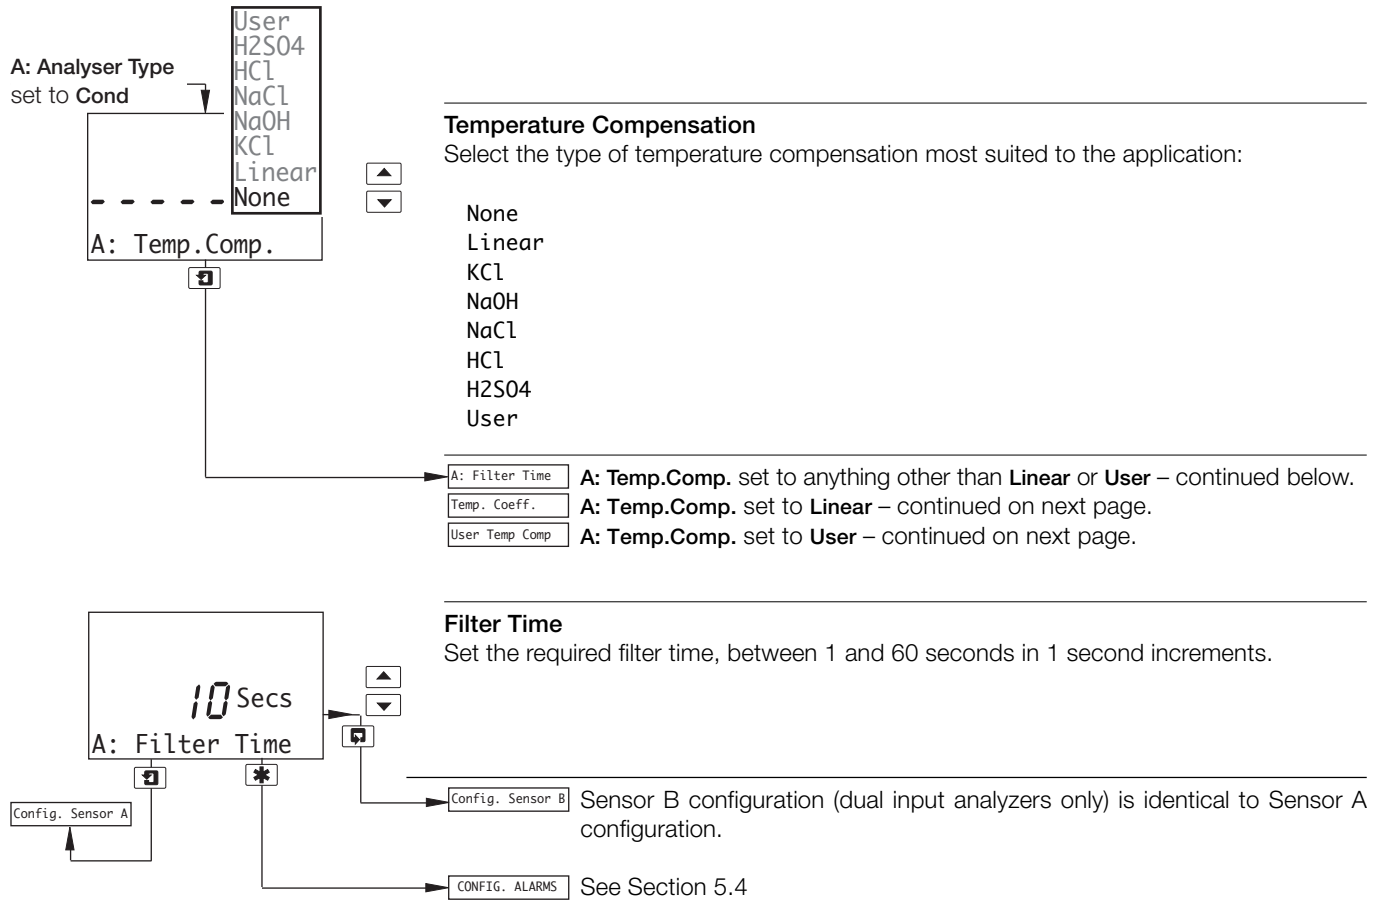 User
H2SO4
HCl
NaCl
NaOH
KCl
Linear
None
A: Analyser Type
set to Cond
A: Temp.Comp.
Temperature Compensation
Select the type of temperature compensation most suited to the application:
None
Linear
KCl
NaOH
NaCl
HCl
H2SO4
User
A: Filter Time A: Temp.Comp. set to anything other than Linear or User – continued below.
Temp. Coeff. A: Temp.Comp. set to Linear – continued on next page.
User Temp Comp A: Temp.Comp. set to User – continued on next page.
Filter Time
Set the required filter time, between 1 and 60 seconds in 1 second increments.
10 Secs
A: Filter Time
Config. Sensor A
Config. Sensor B Sensor B configuration (dual input analyzers only) is identical to Sensor A
configuration.
CONFIG. ALARMS See Section 5.4